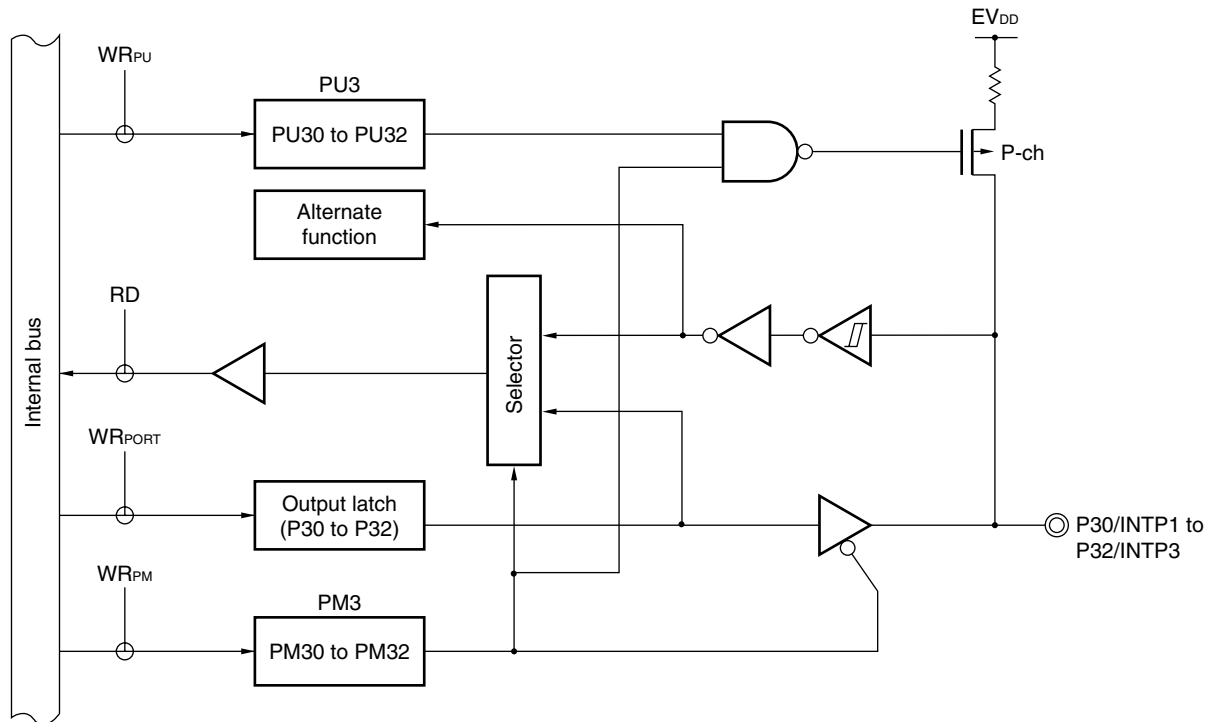 EVDD
WRPU
PU3
PU30 to PU32
P-ch
Alternate
function
RD
Selector
Internal bus
WRPORT
Output latch
(P30 to P32)
P30/INTP1 to
P32/INTP3
WRPM
PM3
PM30 to PM32